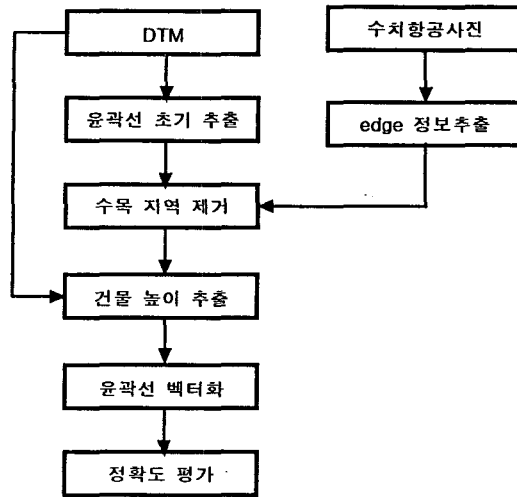 DTM
수치항공사진
윤곽선 초기 추출
edge 정보추출
수목 지역 제거
건물 높이 추출
윤곽선 벡터화
정확도 평가